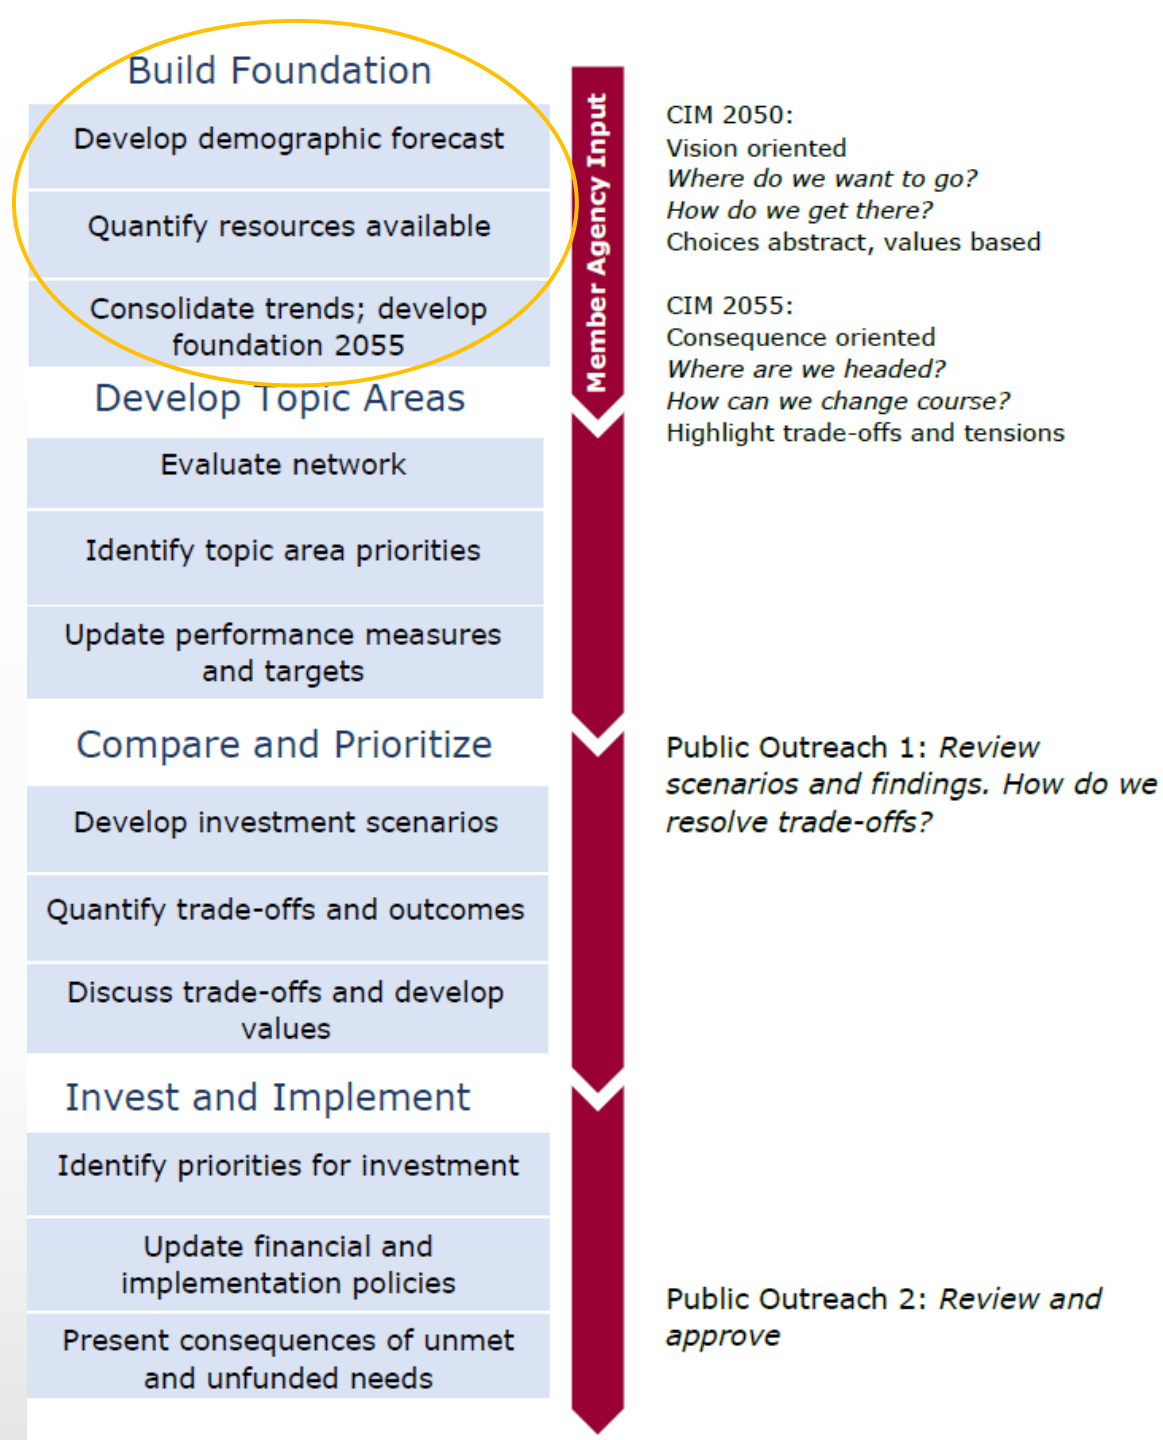 Build Foundation
Develop demographic forecast
Quantify resources available
Consolidate trends; develop
foundation 2055
Develop Topic Areas
Evaluate network
Identify topic area priorities
Update performance measures
and targets
Compare and Prioritize
Develop investment scenarios
Quantify trade-offs and outcomes
Discuss trade-offs and develop
values
Invest and Implement
Identify priorities for investment
Update financial and
implementation policies
Present consequences of unmet
and unfunded needs
Member Agency Input
CIM 2050:
Vision oriented
Where do we want to go?
How do we get there?
Choices abstract, values based
CIM 2055:
Consequence oriented
Where are we headed?
How can we change course?
Highlight trade-offs and tensions
Public Outreach 1: Review
scenarios and findings. How do we
resolve trade-offs?
Public Outreach 2: Review and
approve